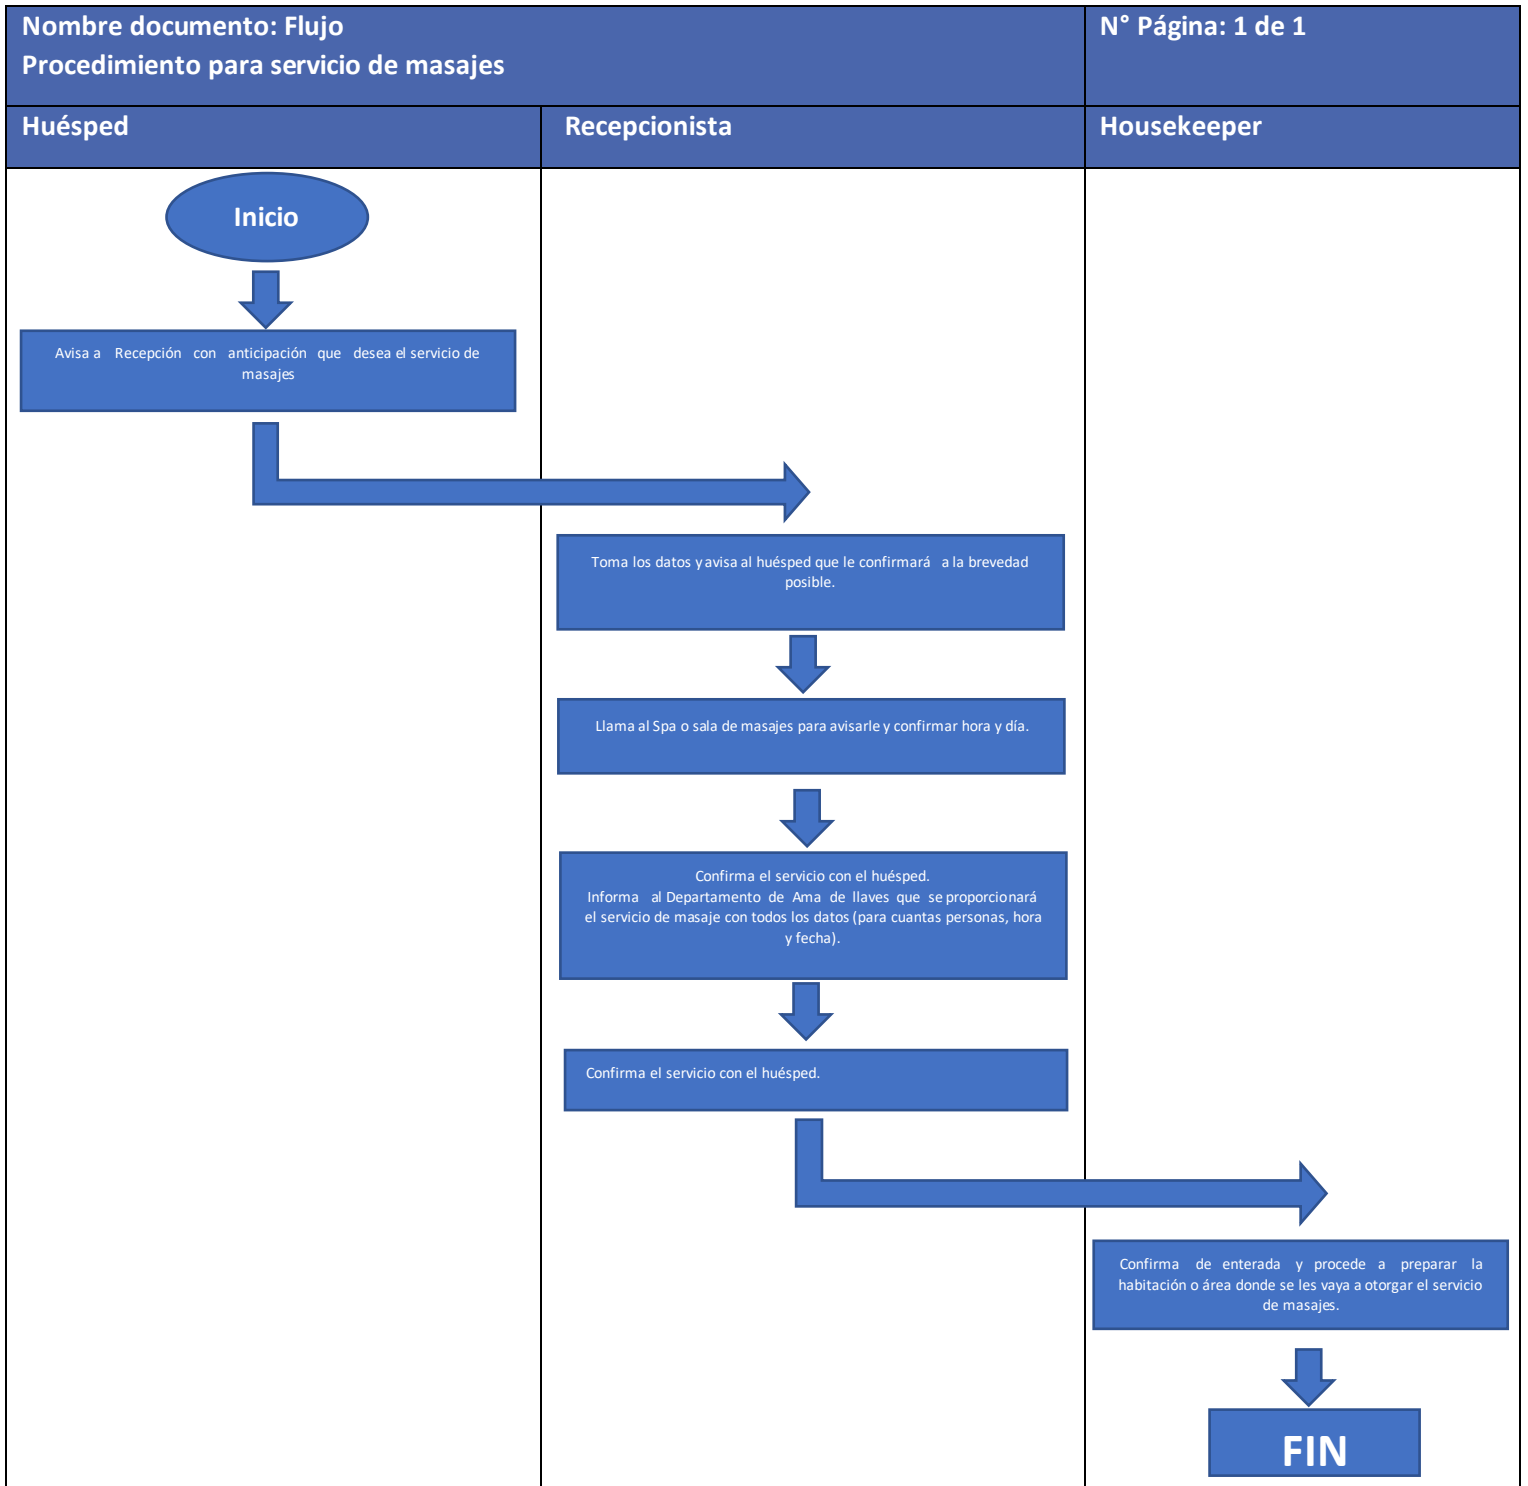 Nombre documento: Flujo
Procedimiento para servicio de masajes
N° Página: 1 de 1
Huésped
Recepcionista
Housekeeper
Inicio
Avisa a Recepción con anticipación que desea el servicio de
masajes
Toma los datos y avisa al huésped que le confirmará a la brevedad
posible.
Llama al Spa o sala de masajes para avisarle y confirmar hora y día.
Confirma el servicio con el huésped.
Informa al Departamento de Ama de llaves que se proporcionará
el servicio de masaje con todos los datos (para cuantas personas, hora
y fecha).
Confirma el servicio con el huésped.
Confirma de enterada y procede a preparar la
habitación o área donde se les vaya a otorgar el servicio
de masajes.
FIN